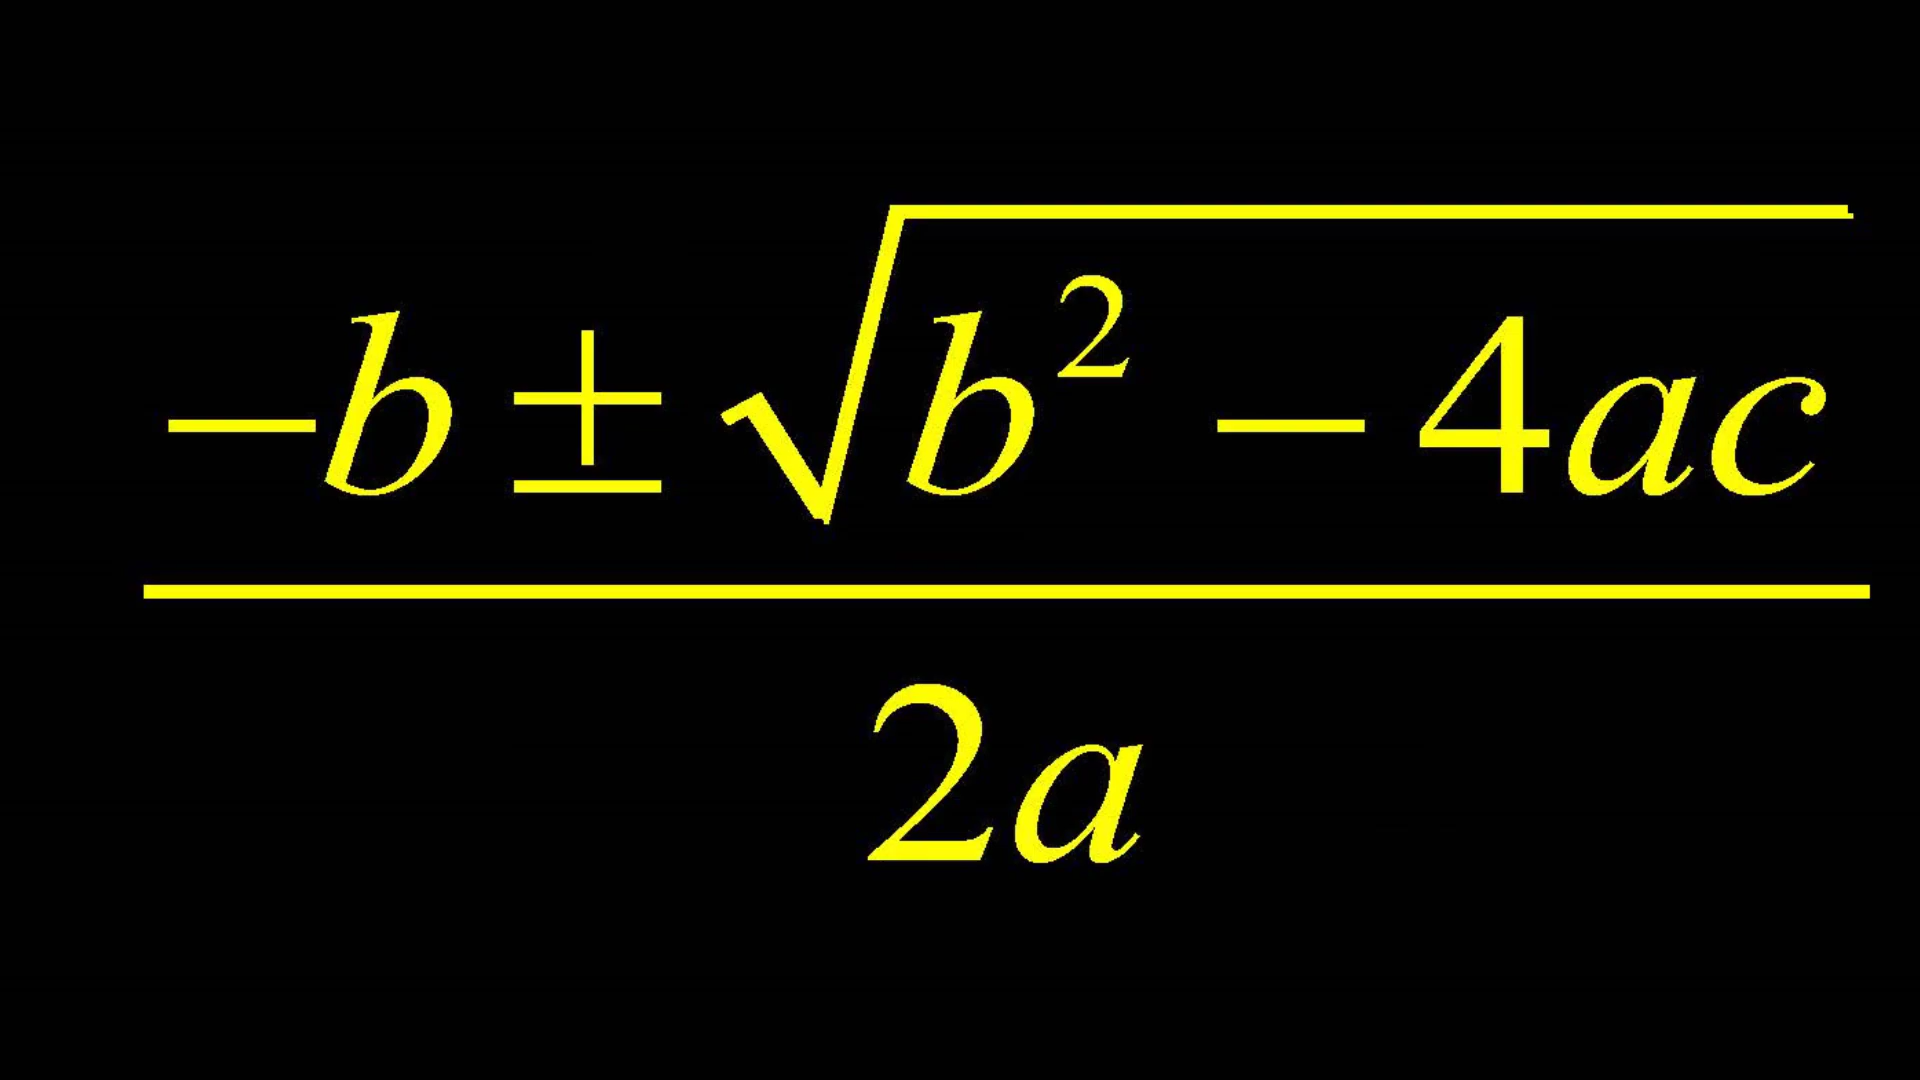 −b ± √(b² − 4ac)
2a